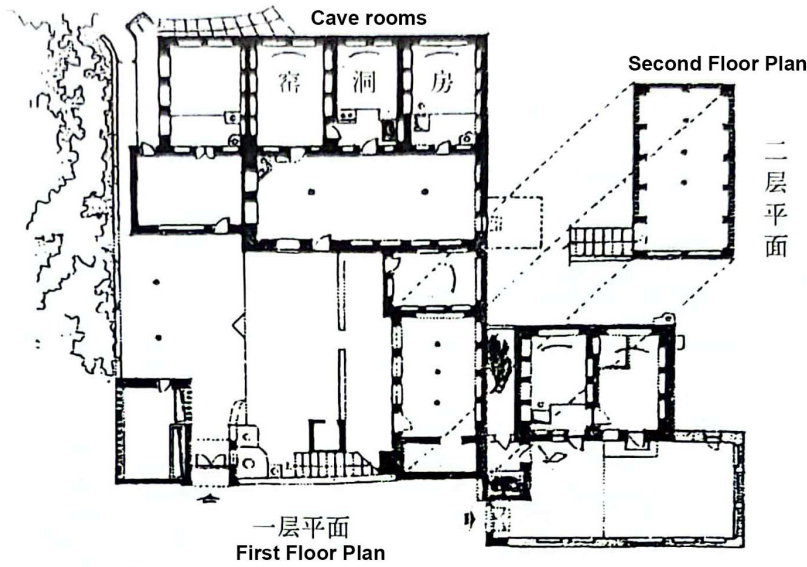 Cave rooms
窑 洞 房
Second Floor Plan
二层平面
一层平面
First Floor Plan